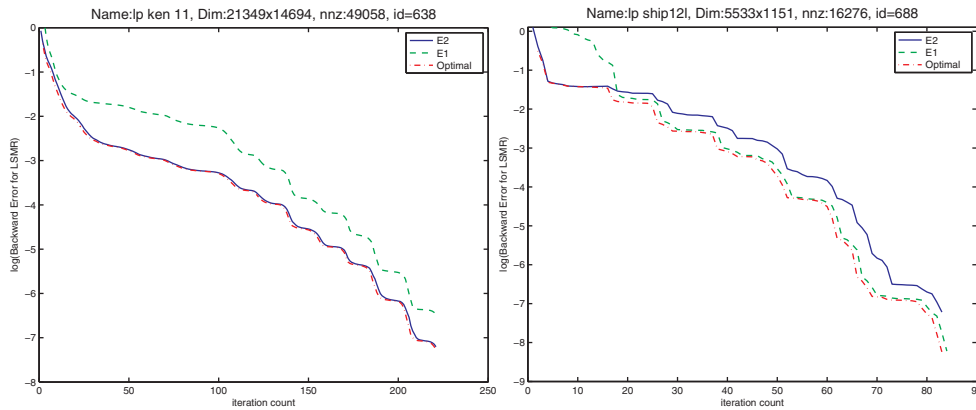 Name:lp ken 11, Dim:21349x14694, nnz:49058, id=638
E2
E1
Optimal
0
−1
−2
−3
−4
−5
−6
−7
−8
log(Backward Error for LSMR)
0 50 100 150 200 250
iteration count
Name:lp ship12l, Dim:5533x1151, nnz:16276, id=688
E2
E1
Optimal
0
−1
−2
−3
−4
−5
−6
−7
−8
−9
log(Backward Error for LSMR)
0 10 20 30 40 50 60 70 80 90
iteration count